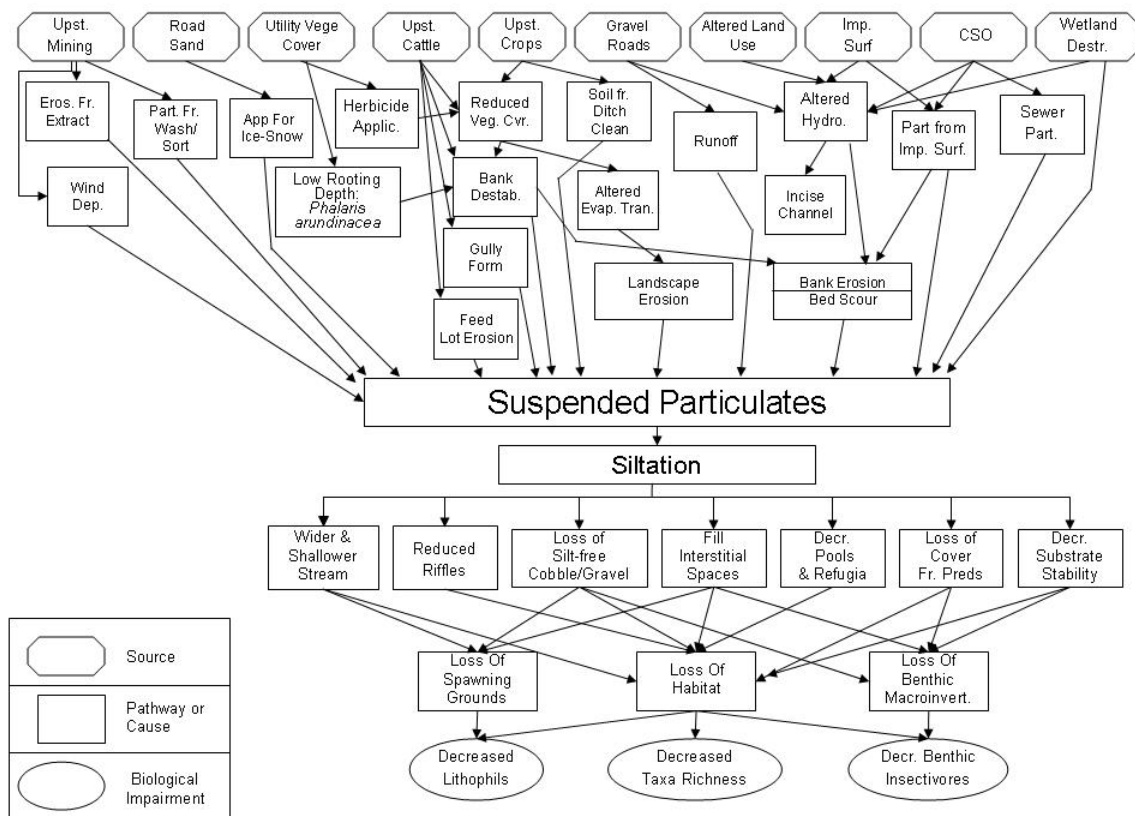 Upst.
Mining
Road
Sand
Utility Vege
Cover
Upst.
Cattle
Upst.
Crops
Gravel
Roads
Altered Land
Use
Imp.
Surf
CSO
Wetland
Destr.
Eros. Fr.
Extract
Part. Fr.
Wash/
Sort
App For
Ice-Snow
Herbicide
Applic.
Reduced
Veg. Cvr.
Soil fr.
Ditch
Clean
Runoff
Altered
Hydro.
Part from
Imp. Surf.
Sewer
Part.
Wind
Dep.
Low Rooting
Depth:
Phalaris
arundinacea
Bank
Destab.
Altered
Evap. Tran.
Incise
Channel
Gully
Form
Landscape
Erosion
Bank Erosion
Bed Scour
Feed
Lot Erosion
Suspended Particulates
Siltation
Wider &
Shallower
Stream
Reduced
Riffles
Loss of
Silt-free
Cobble/Gravel
Fill
Interstitial
Spaces
Decr.
Pools
& Refugia
Loss of
Cover
Fr. Preds
Decr.
Substrate
Stability
Loss Of
Spawning
Grounds
Loss Of
Habitat
Loss Of
Benthic
Macroinvert.
Decreased
Lithophils
Decreased
Taxa Richness
Decr. Benthic
Insectivores
Source
Pathway or
Cause
Biological
Impairment